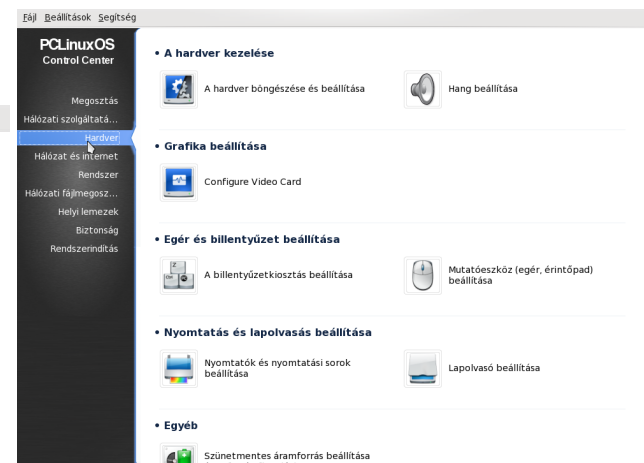 Fájl Beállítások Segítség
PCLinuxOS
Control Center
Megosztás
Hálózati szolgáltatá...
Hardver
Hálózat és internet
Rendszer
Hálózati fájlmegosz...
Helyi lemezek
Biztonság
Rendszerindítás
• A hardver kezelése
A hardver böngészése és beállítása
Hang beállítása
• Grafika beállítása
Configure Video Card
• Egér és billentyűzet beállítása
A billentyűzetkiosztás beállítása
Mutatóeszköz (egér, érintőpad)
beállítása
• Nyomtatás és lapolvasás beállítása
Nyomtatók és nyomtatási sorok
beállítása
Lapolvasó beállítása
• Egyéb
Szünetmentes áramforrás beállítása